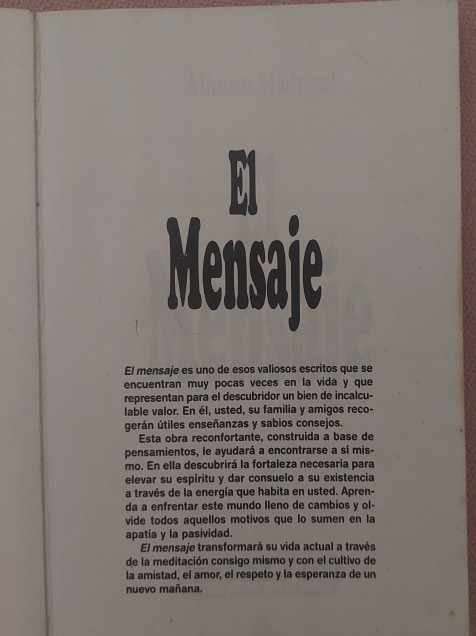 Alfonso Madrigal
El
Mensaje
El mensaje es uno de esos valiosos escritos que se
encuentran muy pocas veces en la vida y que
representan para el descubridor un bien de incalcu-
lable valor. En él, usted, su familia y amigos reco-
gerán útiles enseñanzas y sabios consejos.
Esta obra reconfortante, construida a base de
pensamientos, le ayudará a encontrarse a sí mis-
mo. En ella descubrirá la fortaleza necesaria para
elevar su espíritu y dar consuelo a su existencia
a través de la energía que habita en usted. Apren-
da a enfrentar este mundo lleno de cambios y ol-
vide todos aquellos motivos que lo sumen en la
apatía y la pasividad.
El mensaje transformará su vida actual a través
de la meditación consigo mismo y con el cultivo de
la amistad, el amor, el respeto y la esperanza de un
nuevo mañana.